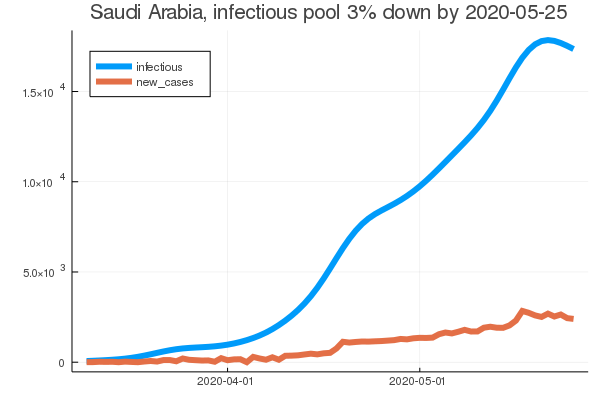 Saudi Arabia, infectious pool 3% down by 2020-05-25
infectious
new_cases
1.5×10⁴
1.0×10⁴
5.0×10³
0
2020-04-01
2020-05-01